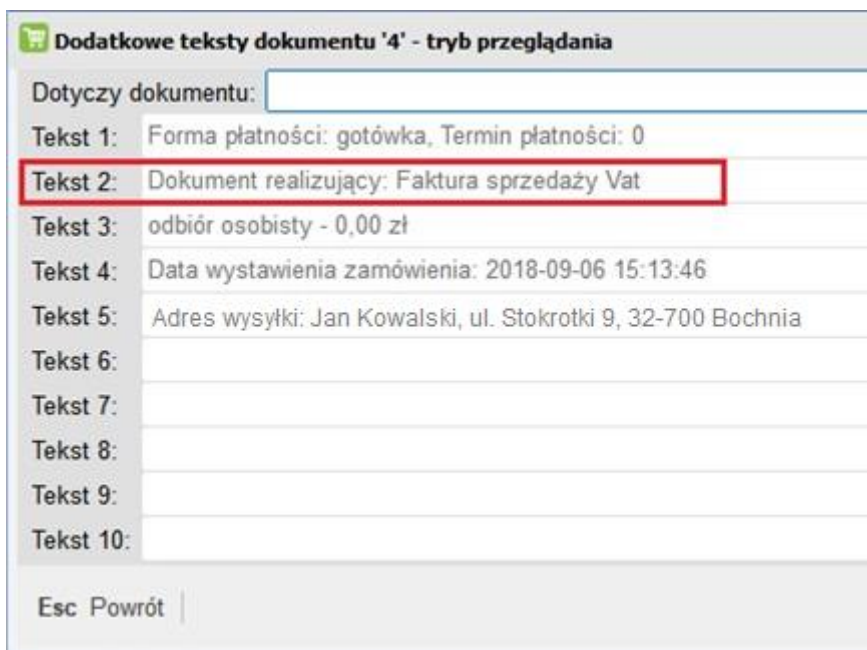 Dodatkowe teksty dokumentu '4' - tryb przeglądania
Dotyczy dokumentu:
Tekst 1: Forma płatności: gotówka, Termin płatności: 0
Tekst 2: Dokument realizujący: Faktura sprzedaży Vat
Tekst 3: odbiór osobisty - 0,00 zł
Tekst 4: Data wystawienia zamówienia: 2018-09-06 15:13:46
Tekst 5: Adres wysyłki: Jan Kowalski, ul. Stokrotki 9, 32-700 Bochnia
Tekst 6:
Tekst 7:
Tekst 8:
Tekst 9:
Tekst 10:
Esc Powrót